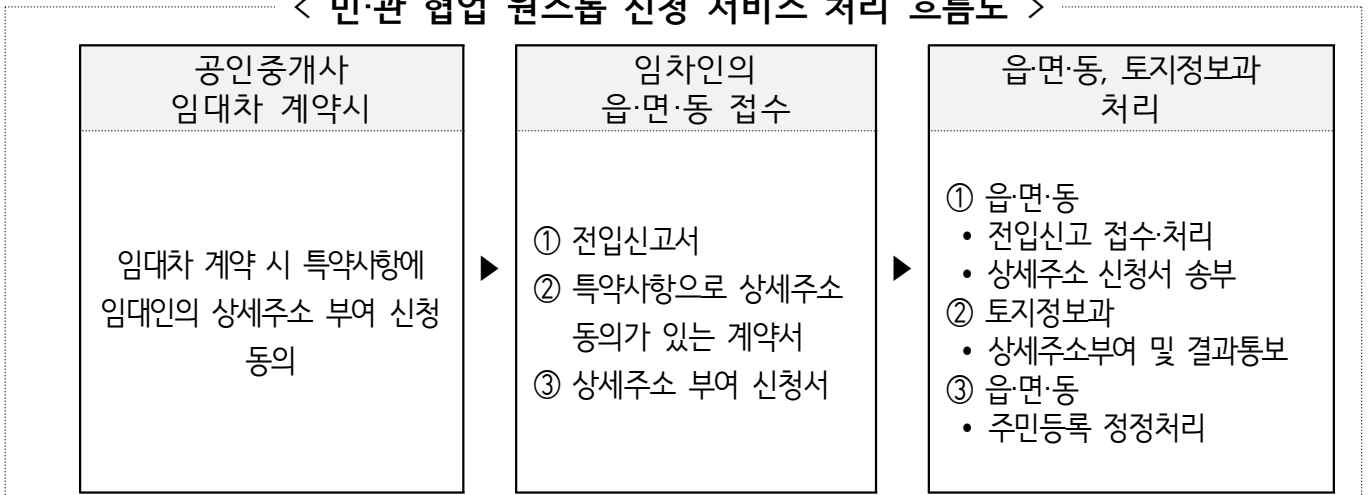 < 민·관 협업 원스톱 신청 서비스 처리 흐름도 >
공인중개사
임대차 계약시
임대차 계약 시 특약사항에
임대인의 상세주소 부여 신청
동의
▶
임차인의
읍·면·동 접수
① 전입신고서
② 특약사항으로 상세주소
동의가 있는 계약서
③ 상세주소 부여 신청서
▶
읍·면·동, 토지정보과
처리
① 읍·면·동
• 전입신고 접수·처리
• 상세주소 신청서 송부
② 토지정보과
• 상세주소부여 및 결과통보
③ 읍·면·동
• 주민등록 정정처리